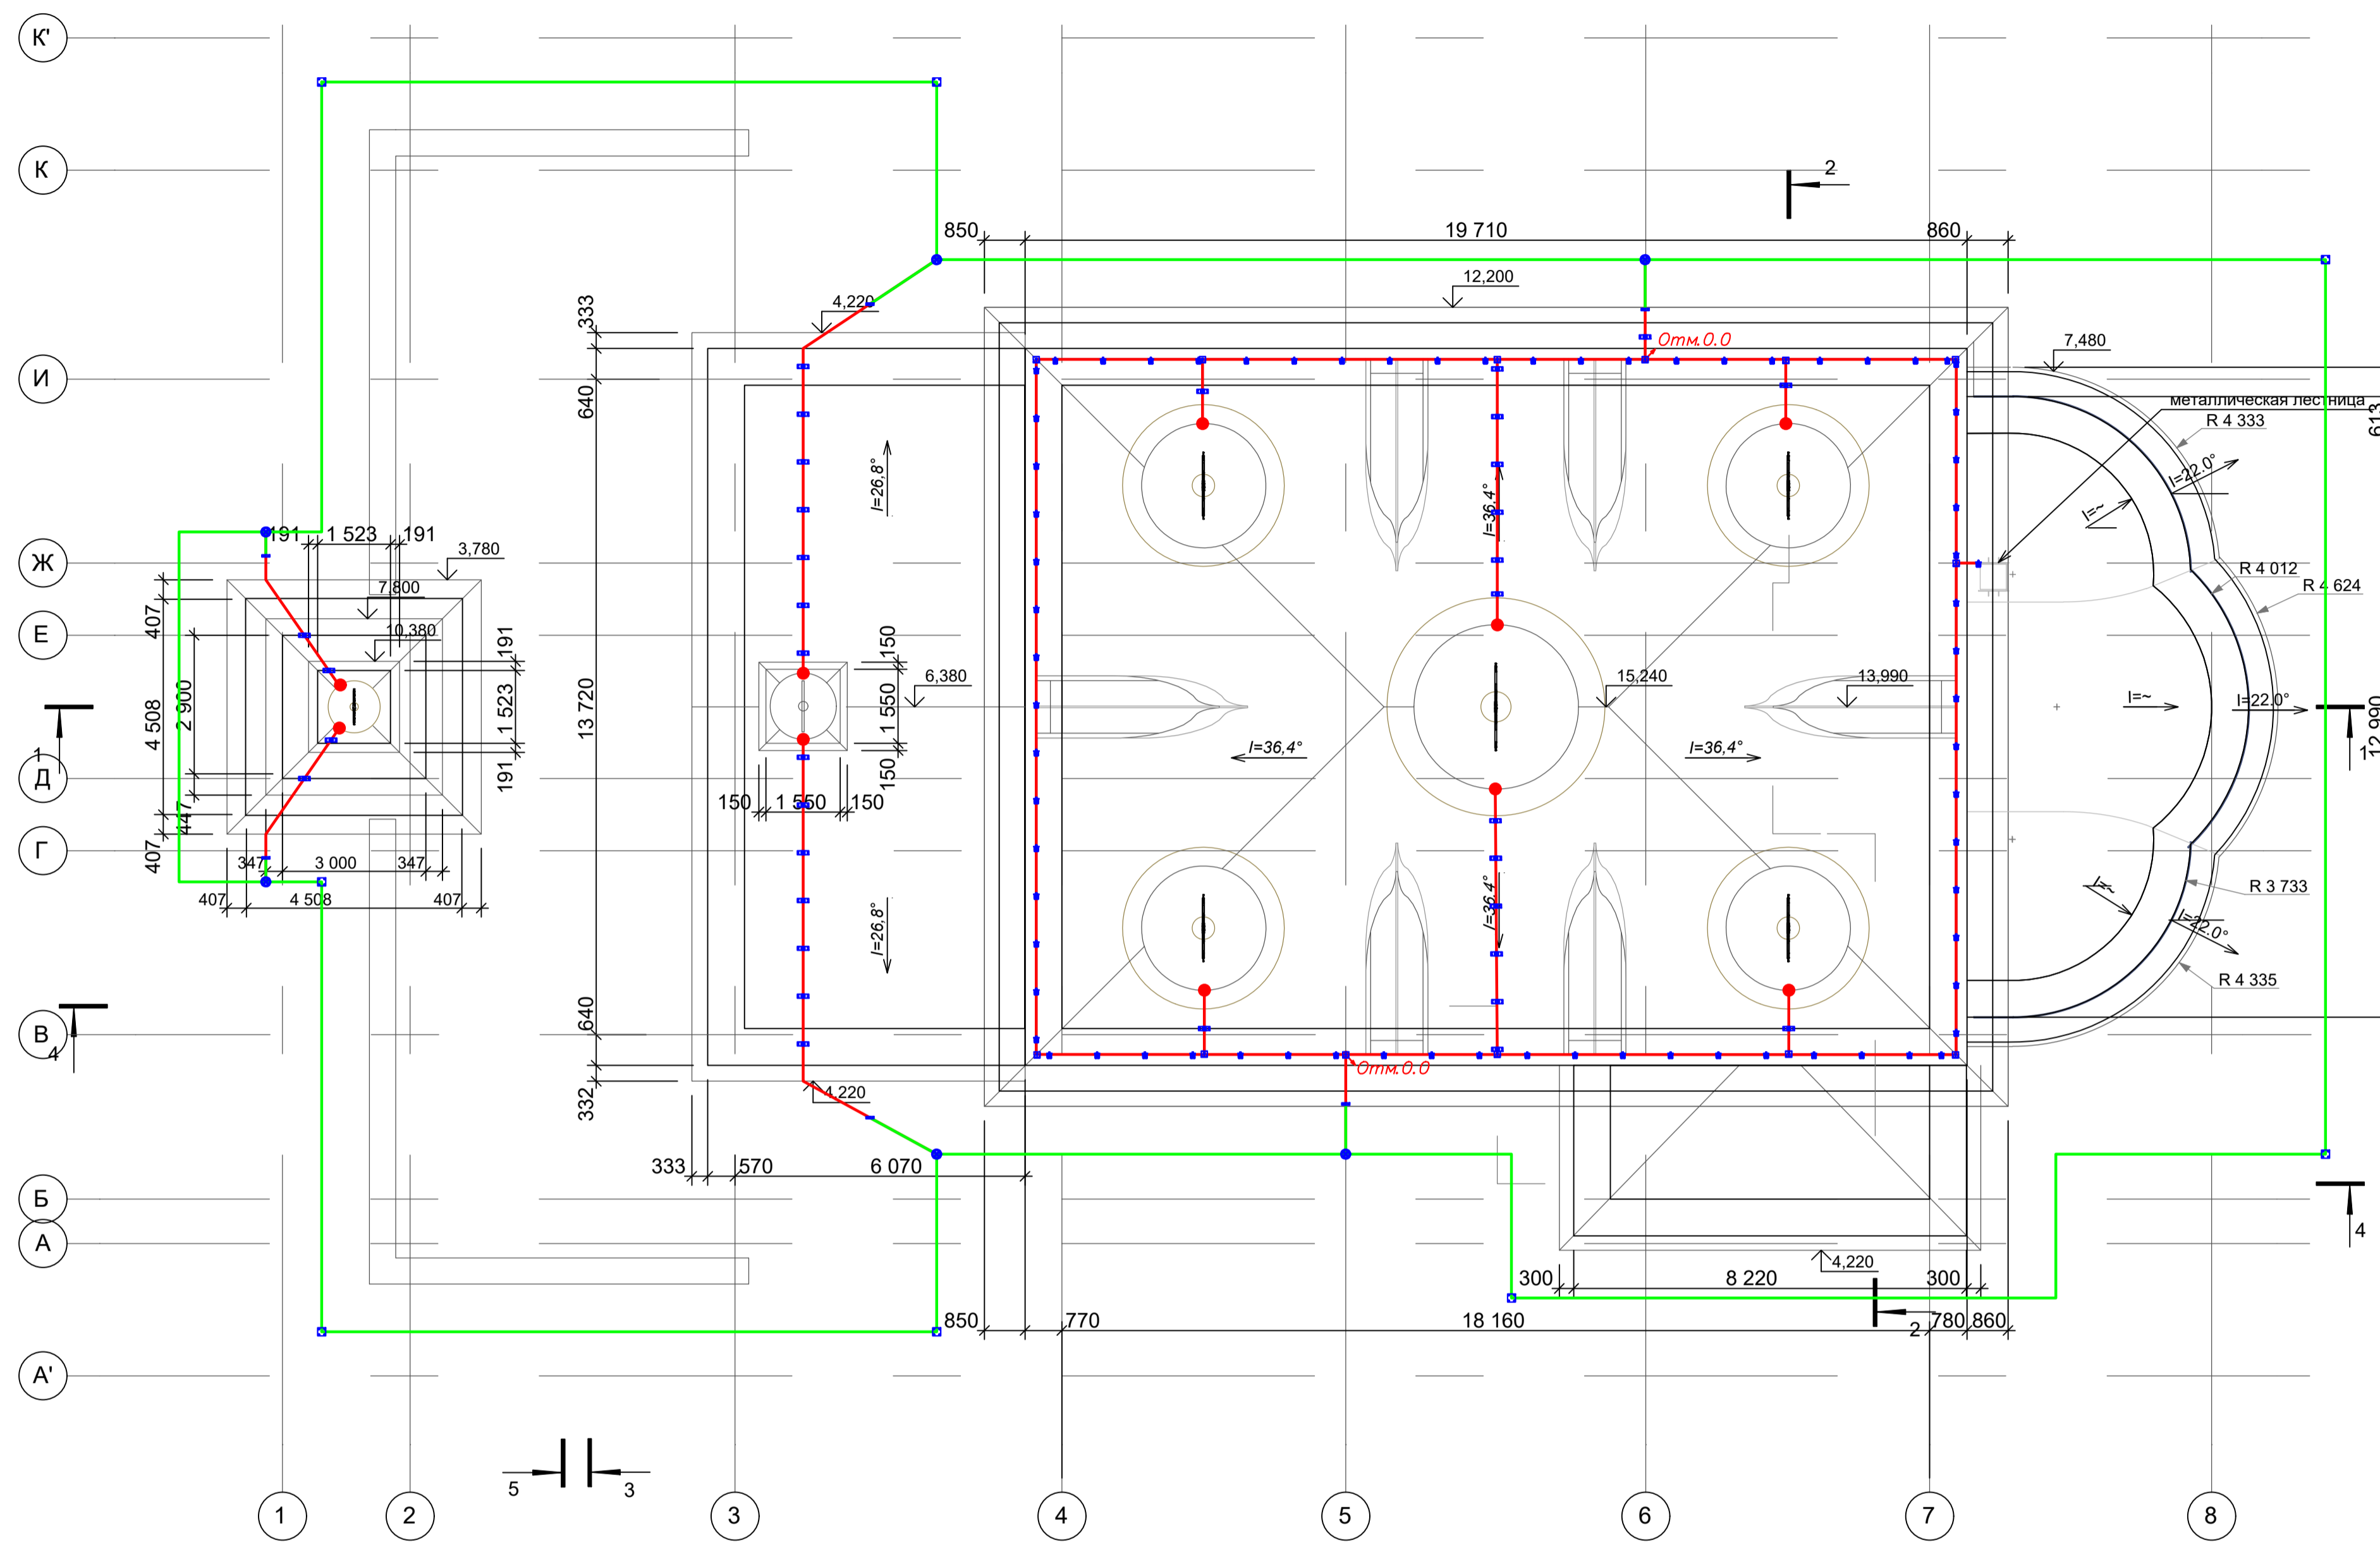 К'
К
2
850
19 710
860
12,200
4,220
333
Отм.0.0
7,480
И
640
металлическая лестница
R 4 333
613
I=26,8°
I=36,4°
I=22.0°
I=~
191
1 523
191
3,780
Ж
7,800
R 4 012
R 4 624
407
Е
10,380
191
150
6,380
15,240
13,990
2 900
4 508
1 523
13 720
1 550
I=~
I=22.0°
12 990
1
1
I=36,4°
I=36,4°
Д
191
150
150
1 550
150
447
Г
407
347
3 000
347
407
4 508
407
I=26,8°
I=36,4°
I=~
R 3 733
I=22.0°
R 4 335
640
В
4
Отм.0.0
332
4,220
333
570
6 070
Б
А
4
4,220
300
8 220
300
850
770
18 160
780
860
2
А'
5
3
1
2
3
4
5
6
7
8